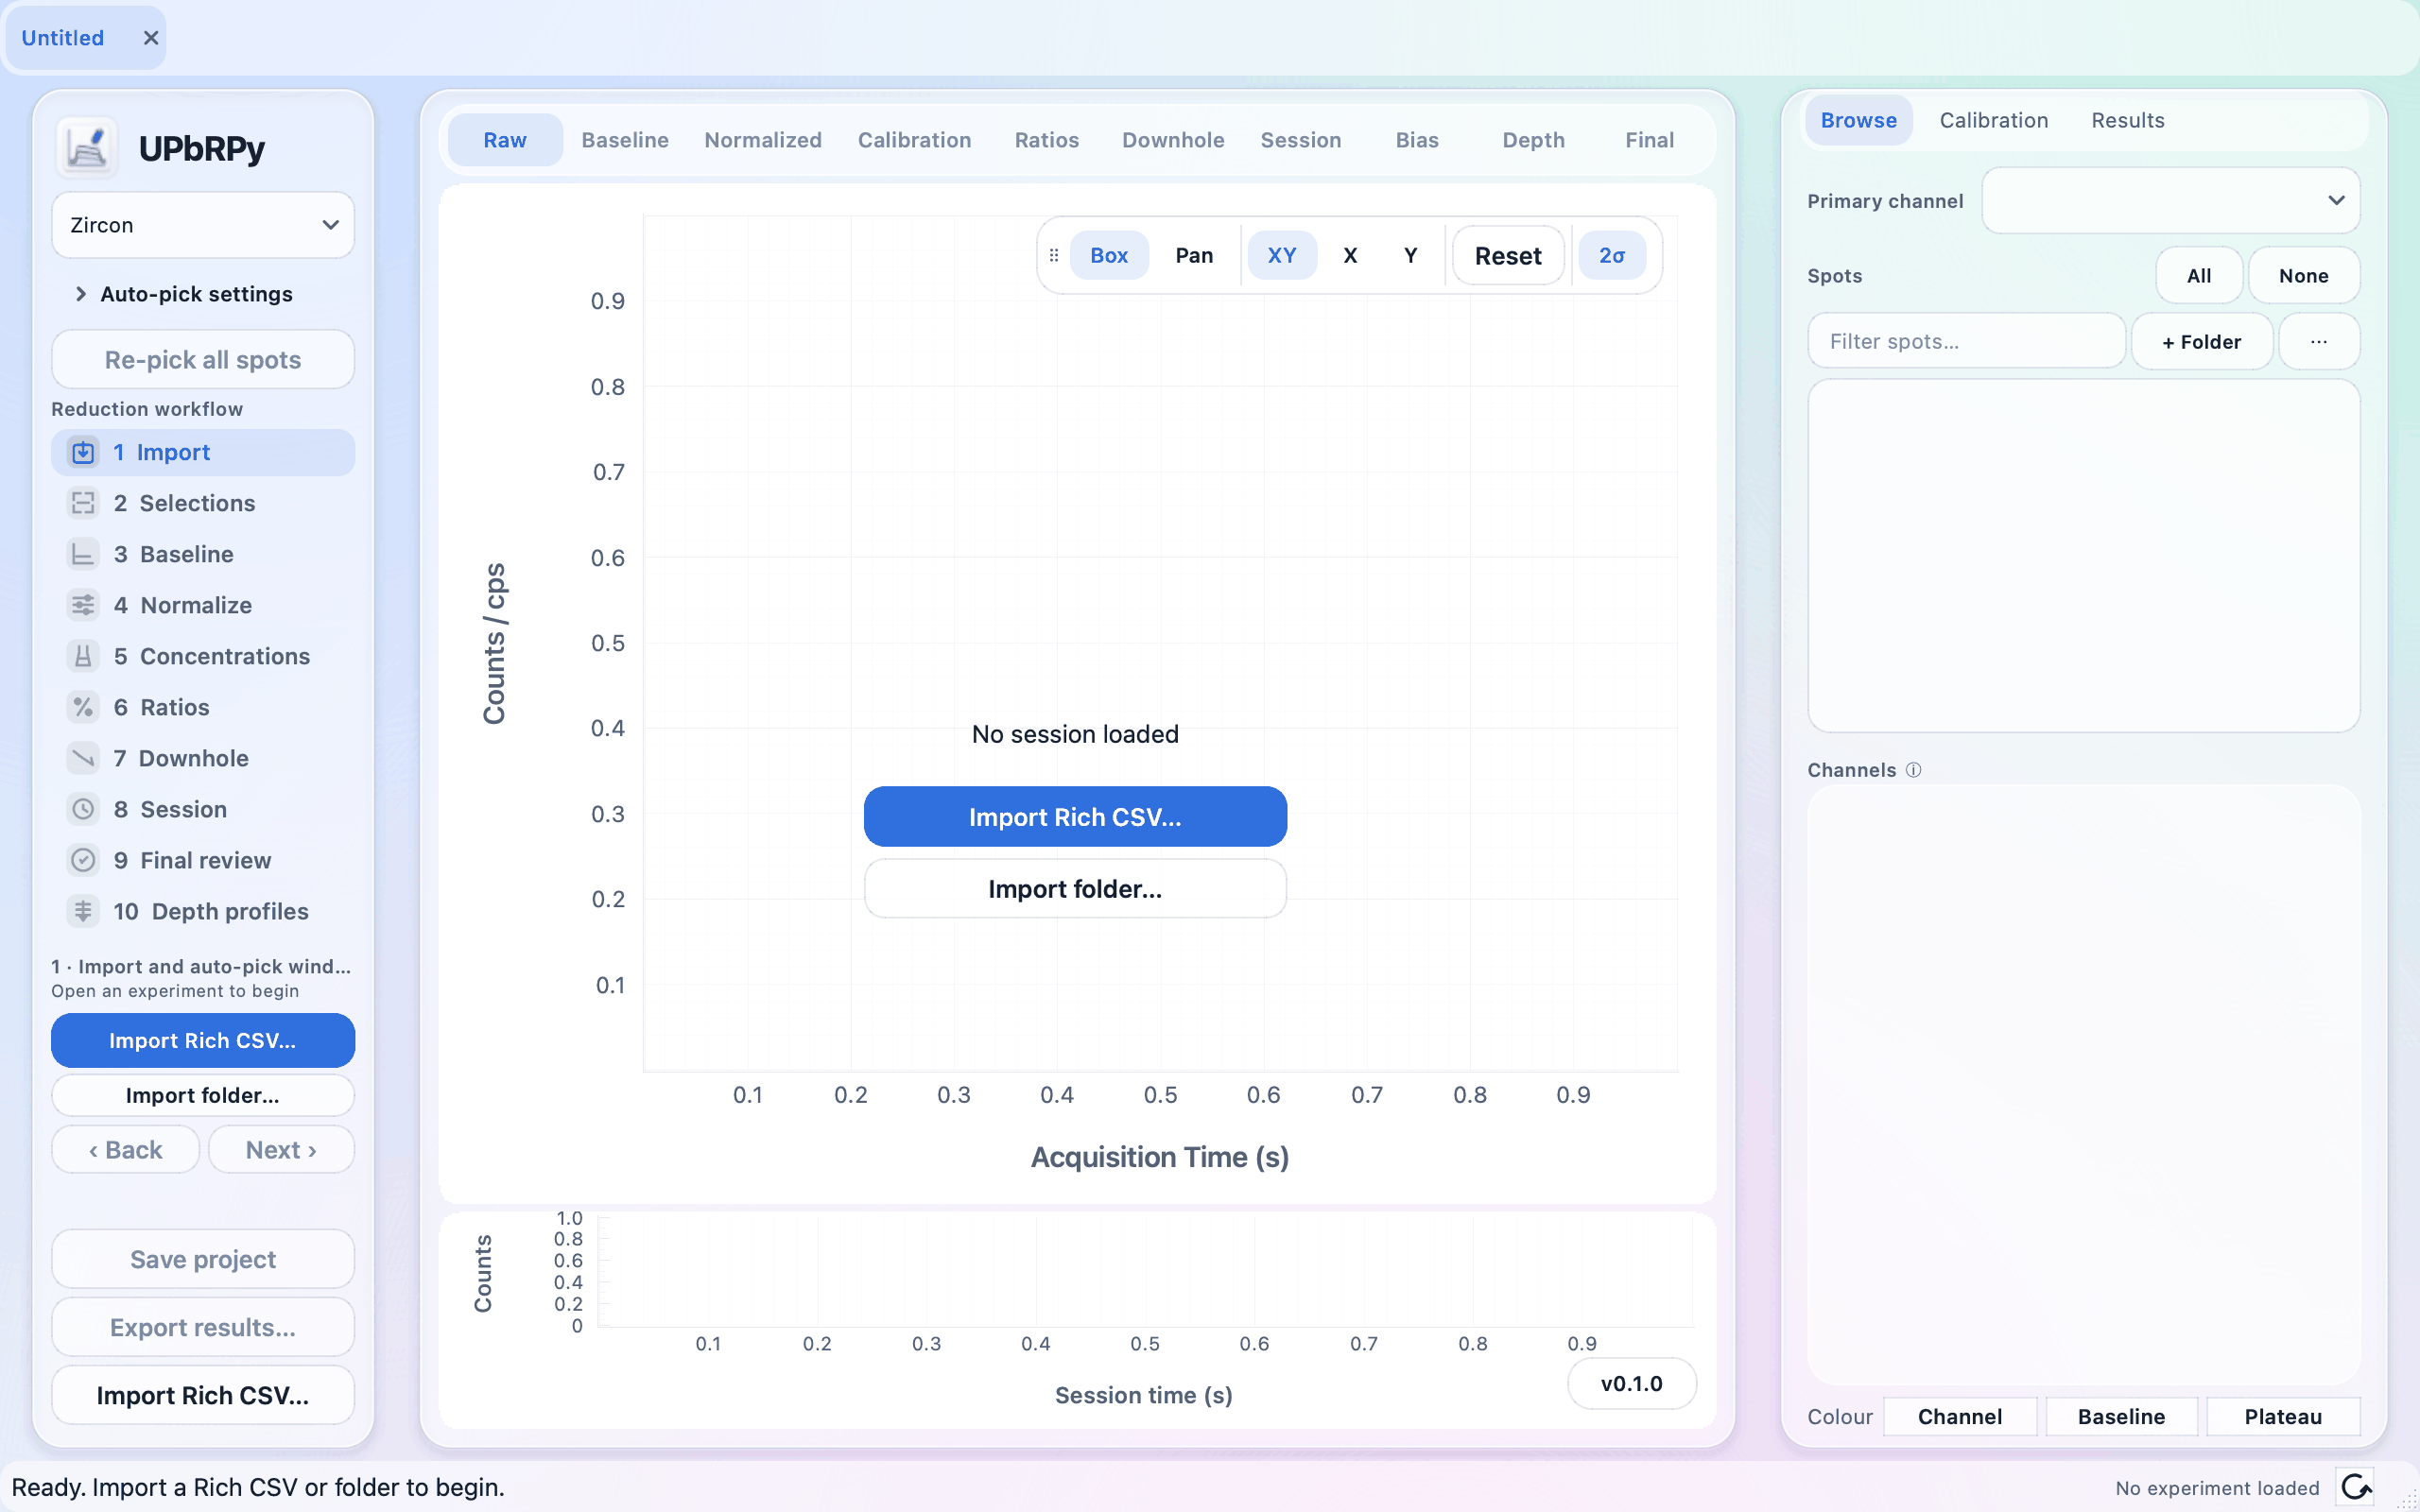 Untitled
UPbRPy
Zircon
Auto-pick settings
Re-pick all spots
Reduction workflow
1 Import
2 Selections
3 Baseline
4 Normalize
5 Concentrations
6 Ratios
7 Downhole
8 Session
9 Final review
10 Depth profiles
1 · Import and auto-pick wind...
Open an experiment to begin
Import Rich CSV...
Import folder...
‹ Back Next ›
Save project
Export results...
Import Rich CSV...
Raw Baseline Normalized Calibration Ratios Downhole Session Bias Depth Final
Box Pan XY X Y Reset 2σ
Counts / cps
0.9
0.8
0.7
0.6
0.5
0.4
0.3
0.2
0.1
No session loaded
Import Rich CSV...
Import folder...
0.1 0.2 0.3 0.4 0.5 0.6 0.7 0.8 0.9
Acquisition Time (s)
Counts
1.0
0.8
0.6
0.4
0.2
0
0.1 0.2 0.3 0.4 0.5 0.6 0.7 0.8 0.9
Session time (s)
v0.1.0
Browse Calibration Results
Primary channel
Spots All None
Filter spots... + Folder ...
Channels
Colour Channel Baseline Plateau
Ready. Import a Rich CSV or folder to begin.
No experiment loaded